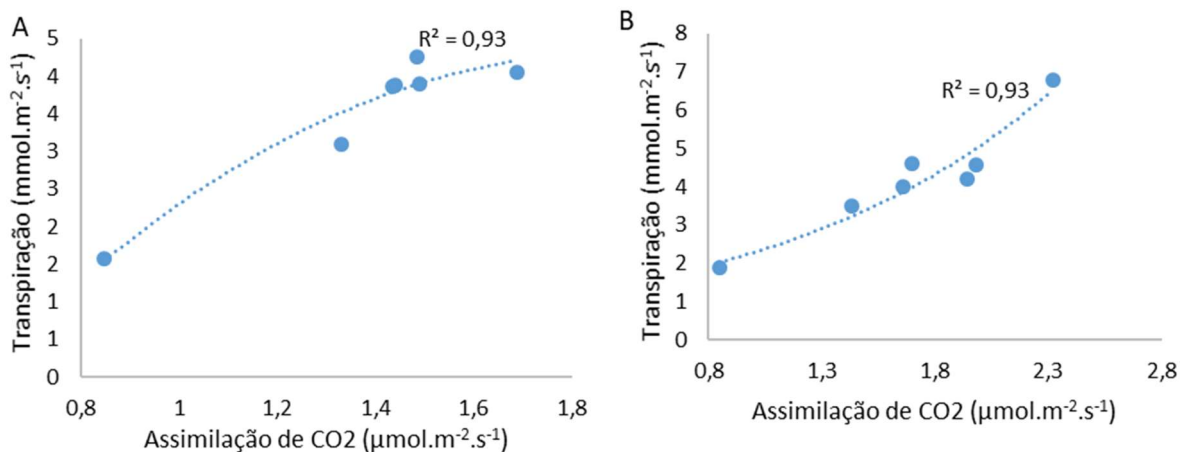 A
Transpiração (mmol.m⁻².s⁻¹)
5
4
4
3
3
2
2
1
1
0
R² = 0,93
0,8 1 1,2 1,4 1,6 1,8
Assimilação de CO2 (µmol.m⁻².s⁻¹)
B
Transpiração (mmol.m⁻².s⁻¹)
8
7
6
5
4
3
2
1
0
R² = 0,93
0,8 1,3 1,8 2,3 2,8
Assimilação de CO2 (µmol.m⁻².s⁻¹)